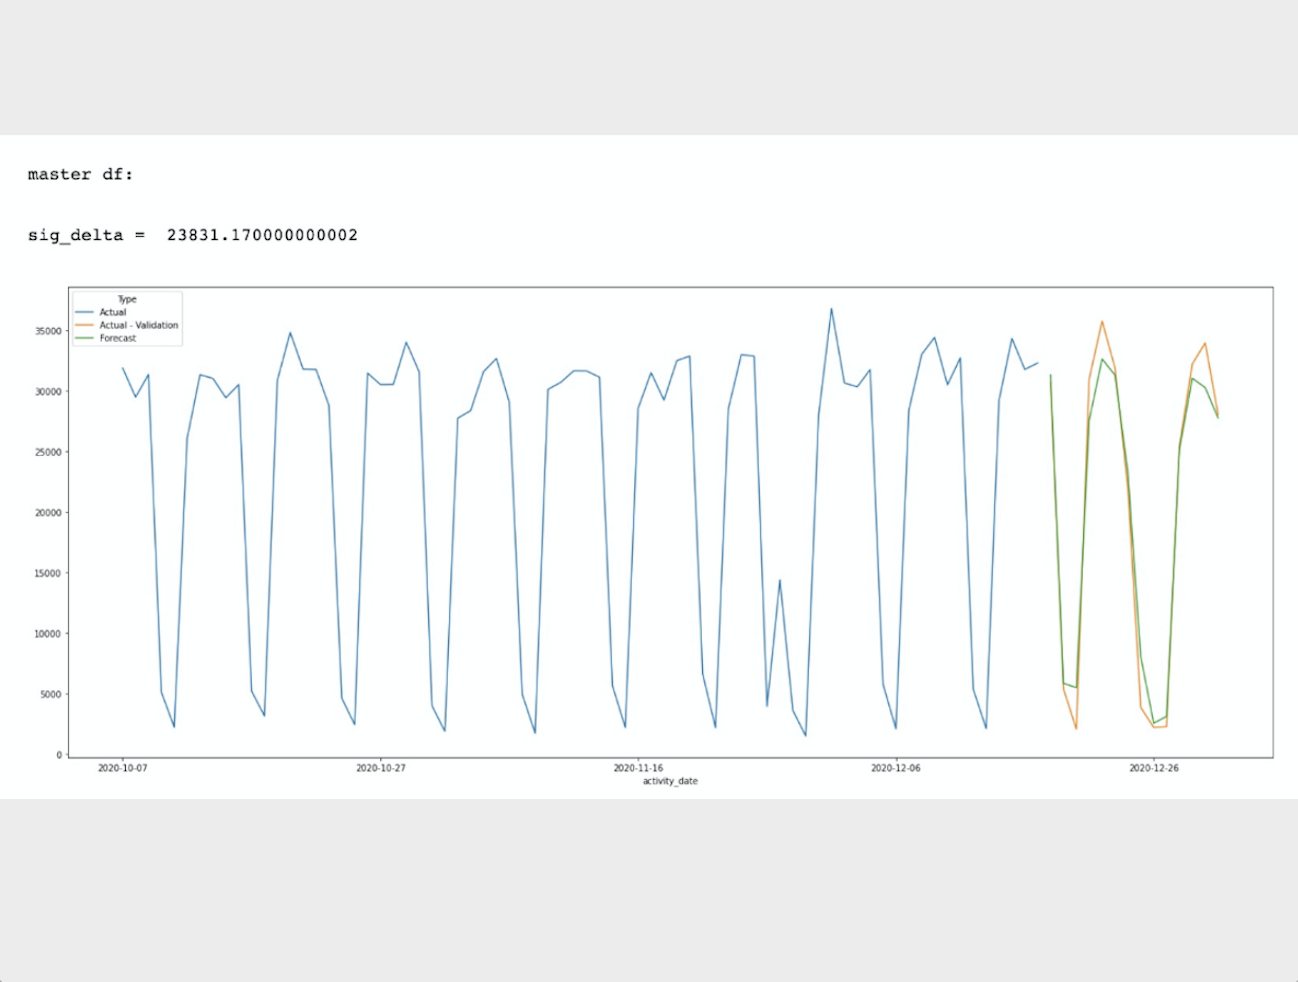 master df:
sig_delta =  23831.170000000002
Type
Actual
Actual - Validation
Forecast
35000
30000
25000
20000
15000
10000
5000
0
2020-10-07 2020-10-27 2020-11-16 2020-12-06 2020-12-26
activity_date